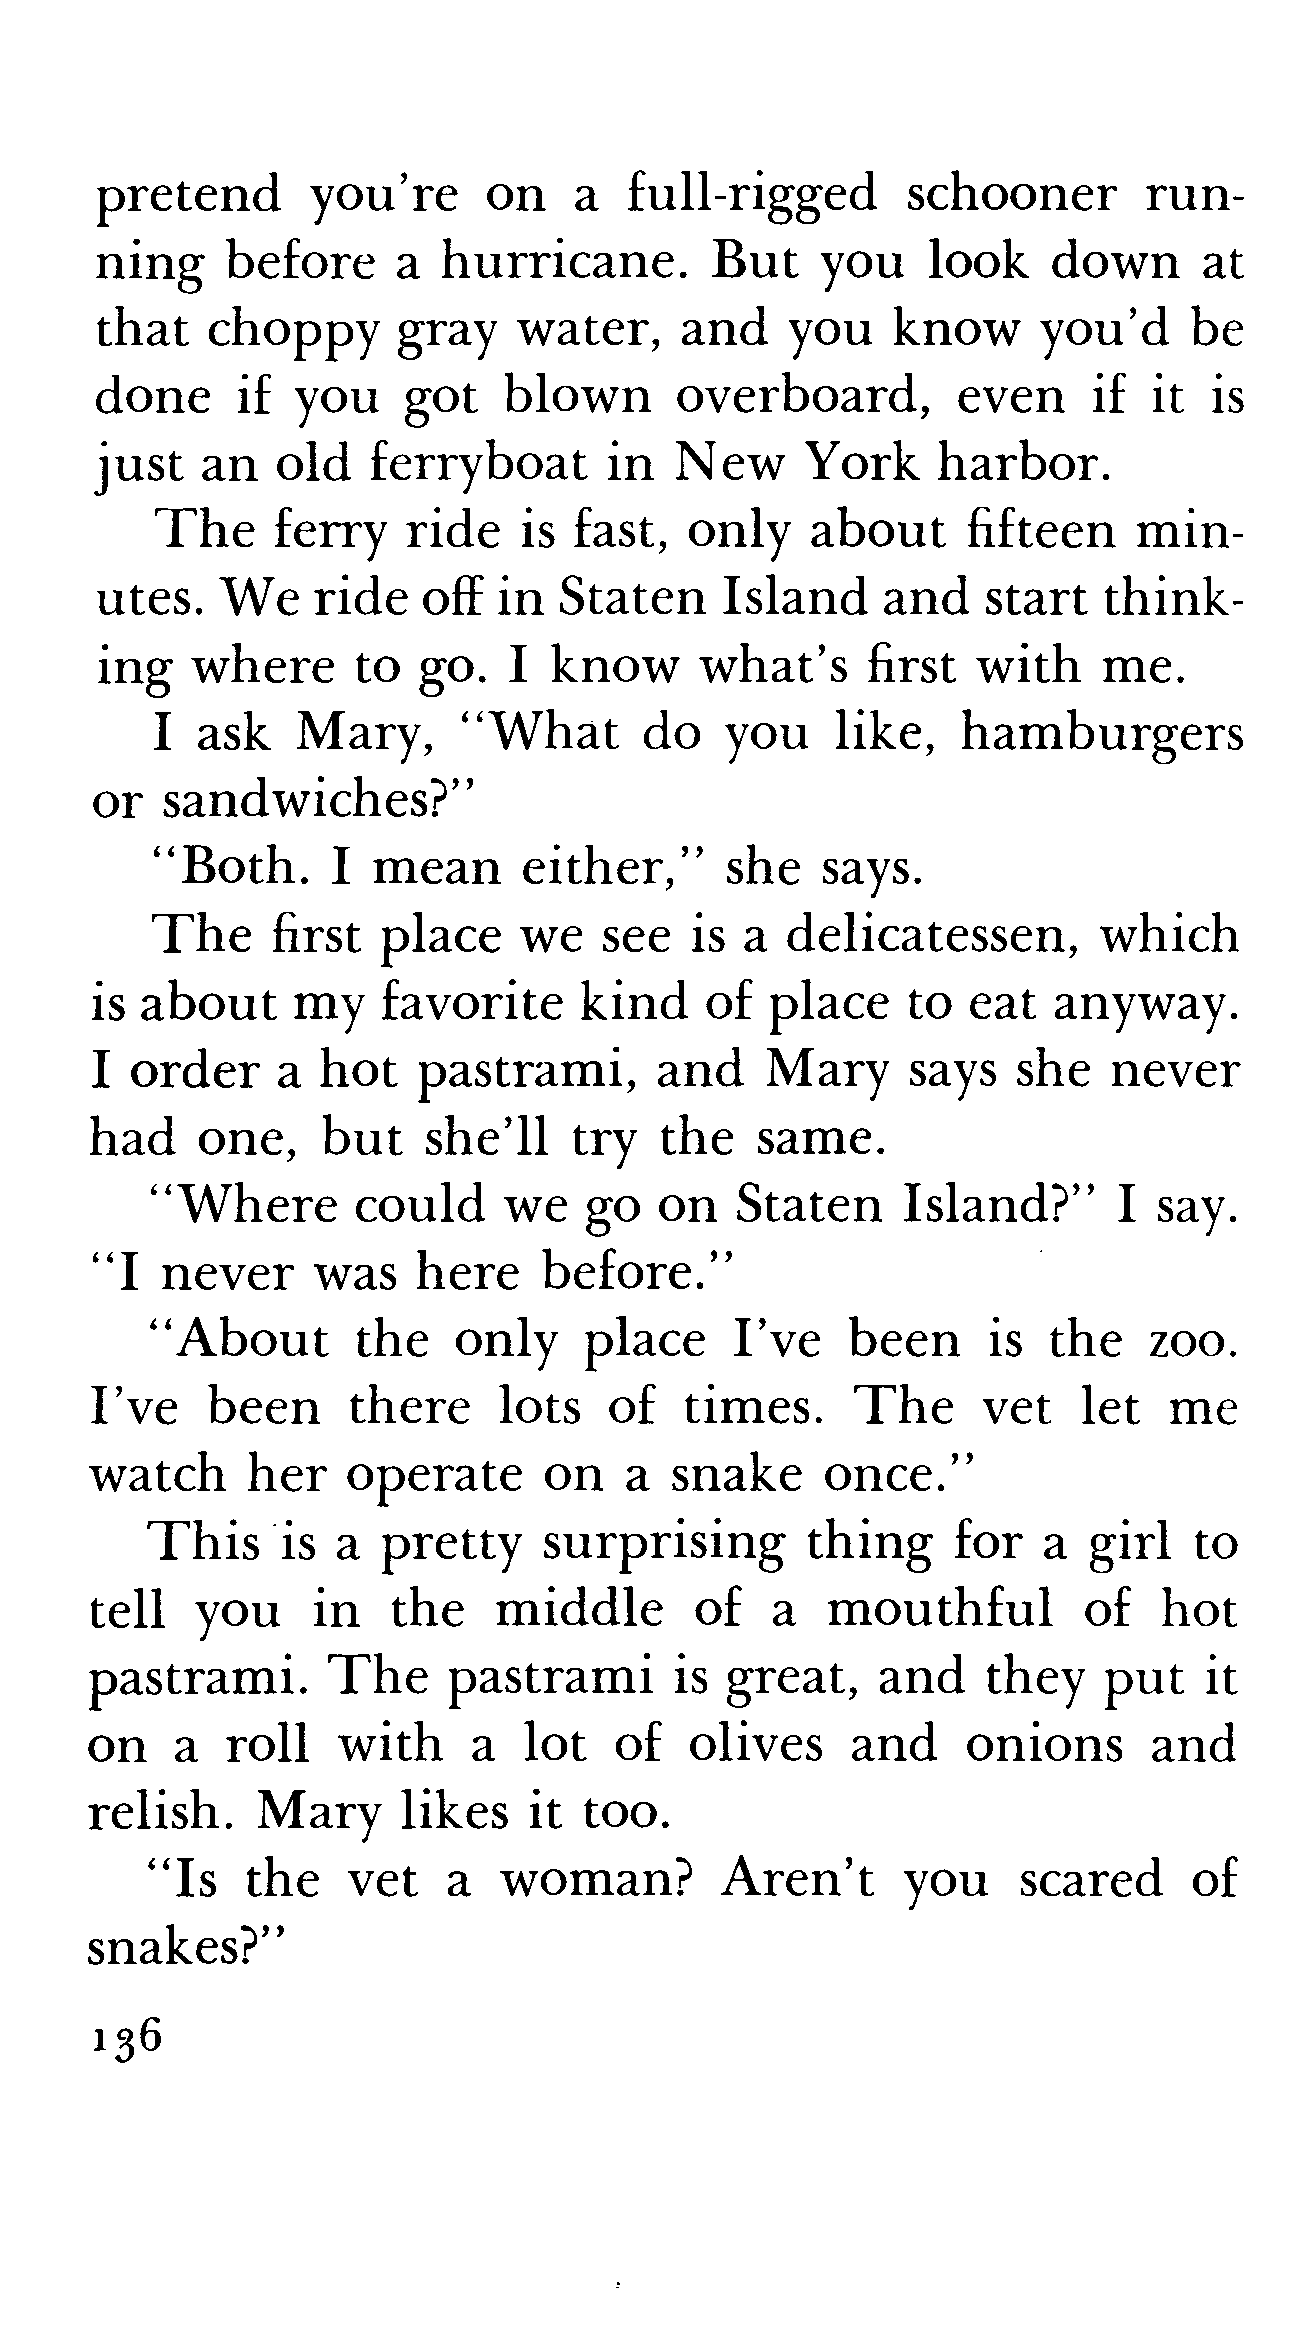 pretend you're on a full-rigged schooner run-
ning before a hurricane. But you look down at
that choppy gray water, and you know you'd be
done if you got blown overboard, even if it is
just an old ferryboat in New York harbor.
The ferry ride is fast, only about fifteen min-
utes. We ride off in Staten Island and start think-
ing where to go. I know what's first with me.
I ask Mary, "What do you like, hamburgers
or sandwiches?"
"Both. I mean either," she says.
The first place we see is a delicatessen, which
is about my favorite kind of place to eat anyway.
I order a hot pastrami, and Mary says she never
had one, but she'll try the same.
"Where could we go on Staten Island?" I say.
"I never was here before."
"About the only place I've been is the zoo.
I've been there lots of times. The vet let me
watch her operate on a snake once."
This is a pretty surprising thing for a girl to
tell you in the middle of a mouthful of hot
pastrami. The pastrami is great, and they put it
on a roll with a lot of olives and onions and
relish. Mary likes it too.
"Is the vet a woman? Aren't you scared of
snakes?"
136